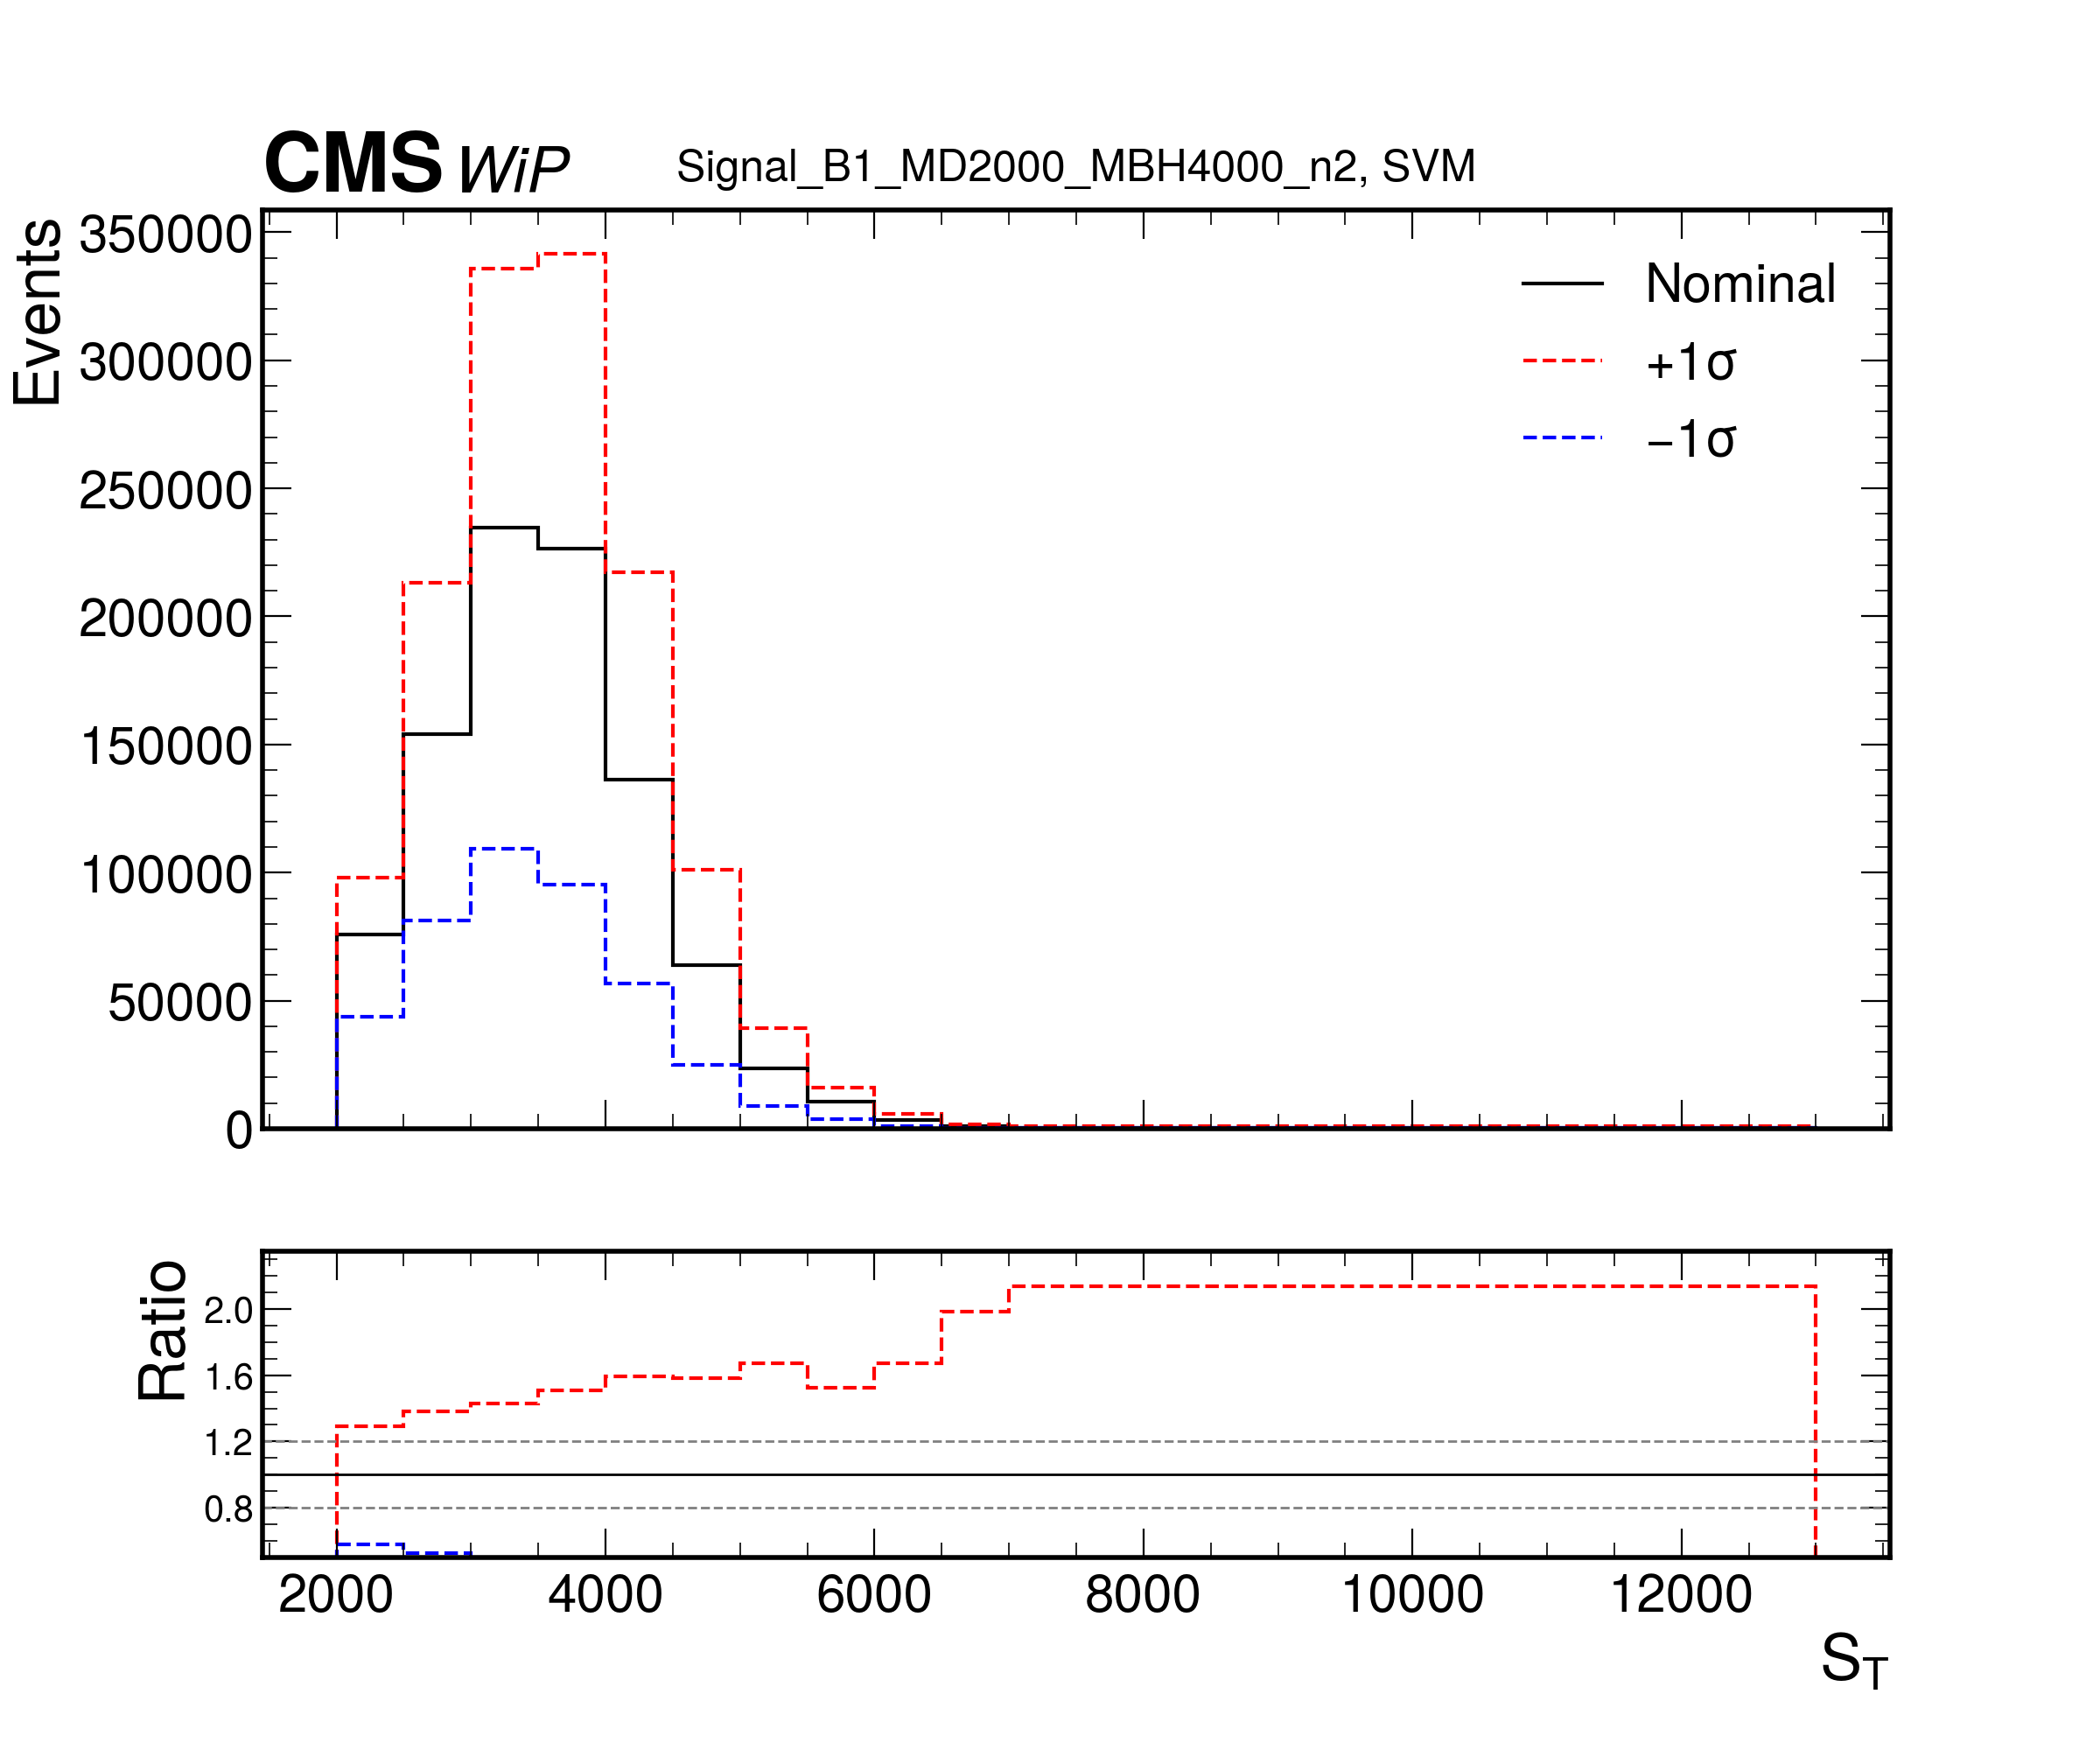 CMS WiP Signal_B1_MD2000_MBH4000_n2, SVM
Events
350000
300000
250000
200000
150000
100000
50000
0
Nominal
+1σ
−1σ
Ratio
2.0
1.6
1.2
0.8
2000 4000 6000 8000 10000 12000
S_T